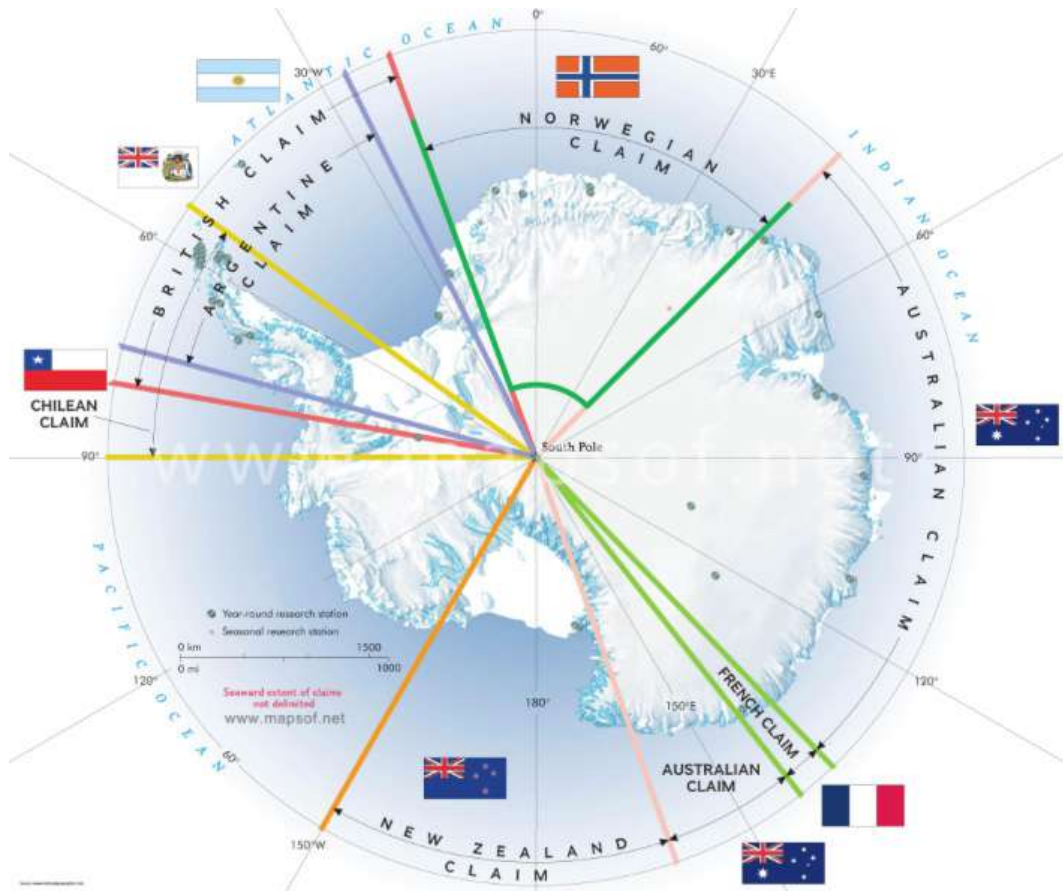 0°
ATLANTIC OCEAN
30°W
60°
30°E
NORWEGIAN
CLAIM
INDIAN OCEAN
BRITISH CLAIM
ARGENTINE
CLAIM
60°
60°
AUSTRALIAN CLAIM
CHILEAN
CLAIM
South Pole
90°
90°
PACIFIC OCEAN
Year-round research station
Seasonal research station
0 km 1500
0 mi 1000
Seaward extent of claims
not delimited
www.mapsof.net
120°
120°
60°
180°
150°E
FRENCH CLAIM
AUSTRALIAN
CLAIM
150°W
NEW ZEALAND
CLAIM